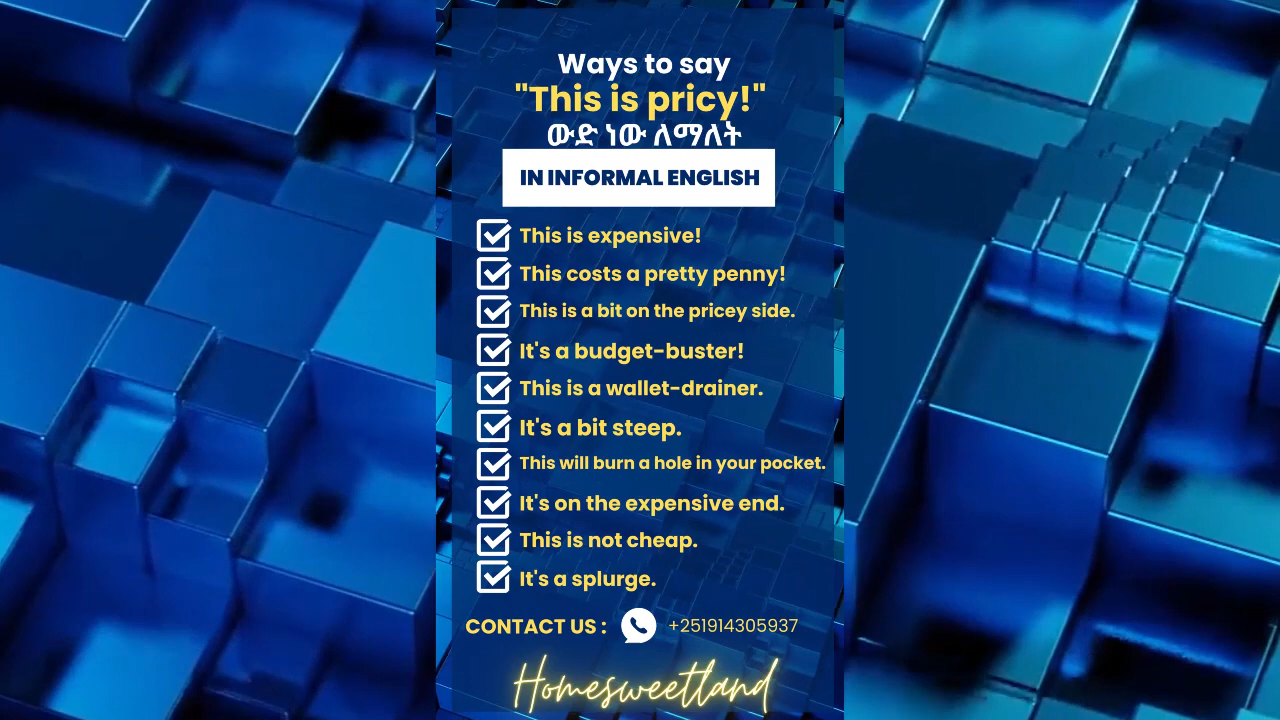 Ways to say
"This is pricy!"
ውድ ነው ለማለት
IN INFORMAL ENGLISH
This is expensive!
This costs a pretty penny!
This is a bit on the pricey side.
It's a budget-buster!
This is a wallet-drainer.
It's a bit steep.
This will burn a hole in your pocket.
It's on the expensive end.
This is not cheap.
It's a splurge.
CONTACT US : +251914305937
Homesweetland